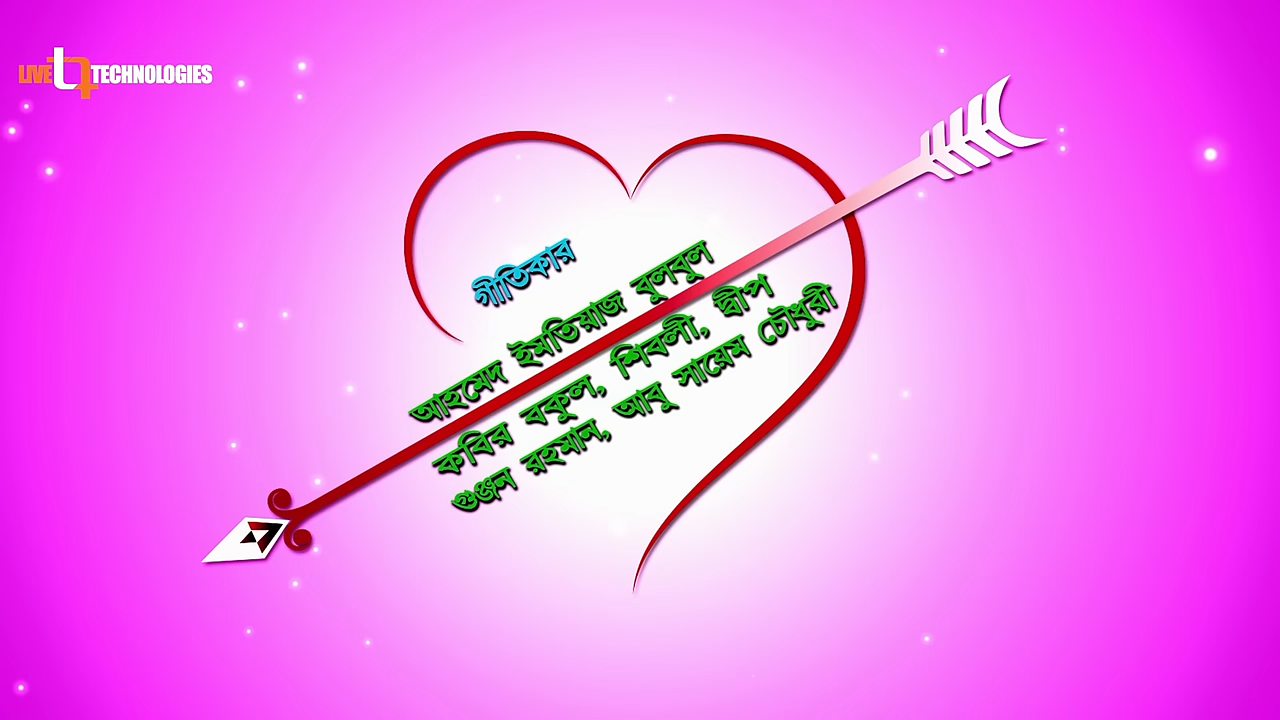 LIVE TECHNOLOGIES
গীতিকার
আহমেদ ইমতিয়াজ বুলবুল
কবির বকুল, শিবলী, দ্বীপ
গুঞ্জন রহমান, আবু সায়েম চৌধুরী